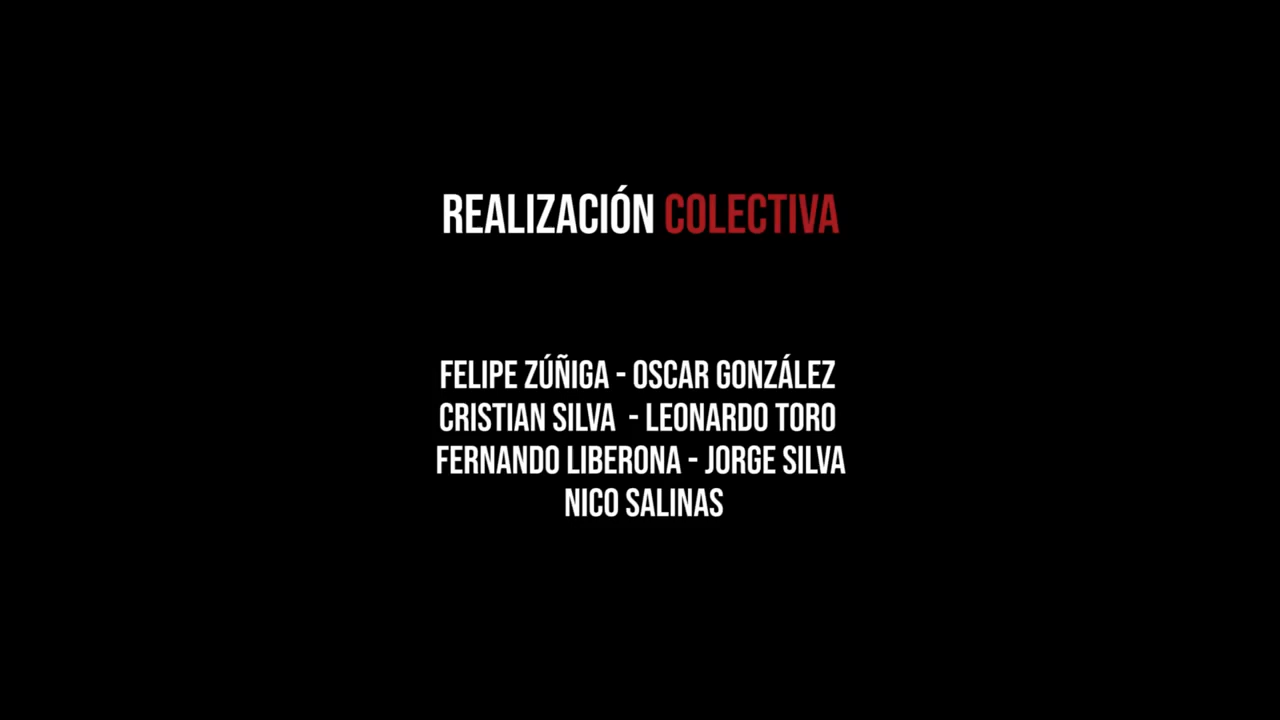 REALIZACIÓN COLECTIVA
FELIPE ZÚÑIGA - OSCAR GONZÁLEZ
CRISTIAN SILVA - LEONARDO TORO
FERNANDO LIBERONA - JORGE SILVA
NICO SALINAS